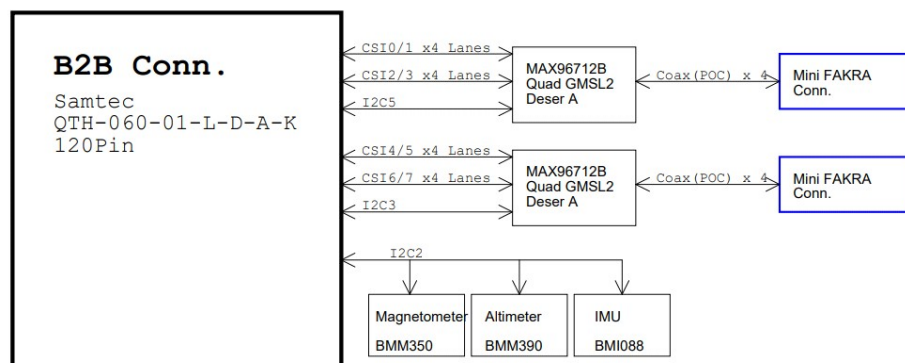 B2B Conn.
Samtec
QTH-060-01-L-D-A-K
120Pin
CSI0/1 x4 Lanes
CSI2/3 x4 Lanes
I2C5
MAX96712B
Quad GMSL2
Deser A
Coax(POC) x 4
Mini FAKRA
Conn.
CSI4/5 x4 Lanes
CSI6/7 x4 Lanes
I2C3
MAX96712B
Quad GMSL2
Deser A
Coax(POC) x 4
Mini FAKRA
Conn.
I2C2
Magnetometer
BMM350
Altimeter
BMM390
IMU
BMI088